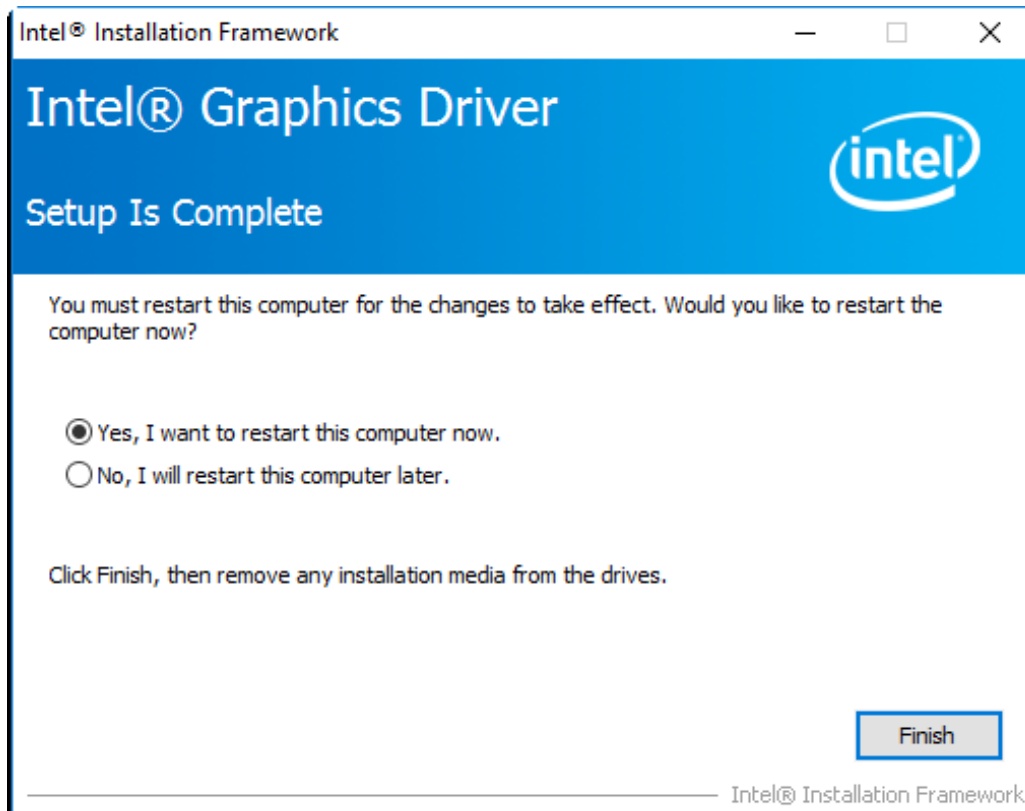 Intel® Installation Framework
Intel® Graphics Driver
intel
Setup Is Complete
You must restart this computer for the changes to take effect. Would you like to restart the
computer now?
Yes, I want to restart this computer now.
No, I will restart this computer later.
Click Finish, then remove any installation media from the drives.
Finish
Intel® Installation Framework